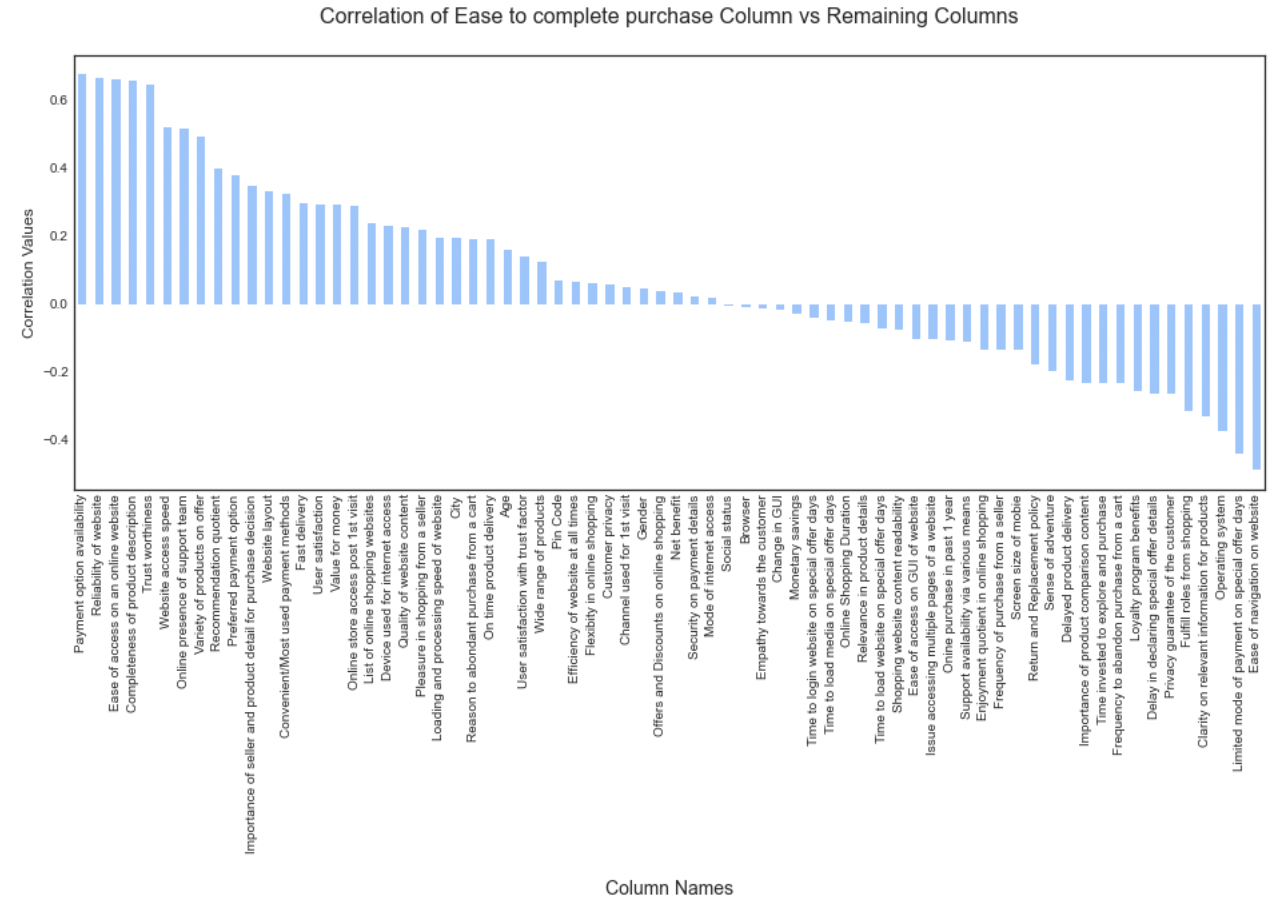 Correlation of Ease to complete purchase Column vs Remaining Columns
Correlation Values
0.6
0.4
0.2
0.0
−0.2
−0.4
Payment option availability
Reliability of website
Ease of access on an online website
Completeness of product description
Trust worthiness
Website access speed
Online presence of support team
Variety of products on offer
Recommendation quotient
Preferred payment option
Importance of seller and product detail for purchase decision
Website layout
Convenient/Most used payment methods
Fast delivery
User satisfaction
Value for money
Online store access post 1st visit
List of online shopping websites
Device used for internet access
Quality of website content
Pleasure in shopping from a seller
Loading and processing speed of website
City
Reason to abondant purchase from a cart
On time product delivery
Age
User satisfaction with trust factor
Wide range of products
Pin Code
Efficiency of website at all times
Flexibity in online shopping
Customer privacy
Channel used for 1st visit
Gender
Offers and Discounts on online shopping
Net benefit
Security on payment details
Mode of internet access
Social status
Browser
Empathy towards the customer
Change in GUI
Monetary savings
Time to login website on special offer days
Time to load media on special offer days
Online Shopping Duration
Relevance in product details
Time to load website on special offer days
Shopping website content readability
Ease of access on GUI of website
Issue accessing multiple pages of a website
Onine purchase in past 1 year
Support availability via various means
Enjoyment quotient in online shopping
Frequency of purchase from a seller
Screen size of mobie
Return and Replacement policy
Sense of adventure
Delayed product delivery
Importance of product comparison content
Time invested to explore and purchase
Frequency to abandon purchase from a cart
Loyalty program benefits
Delay in declaring special offer details
Privacy guarantee of the customer
Fulfill roles from shopping
Clarity on relevant information for products
Operating system
Limited mode of payment on special offer days
Ease of navigation on website
Column Names